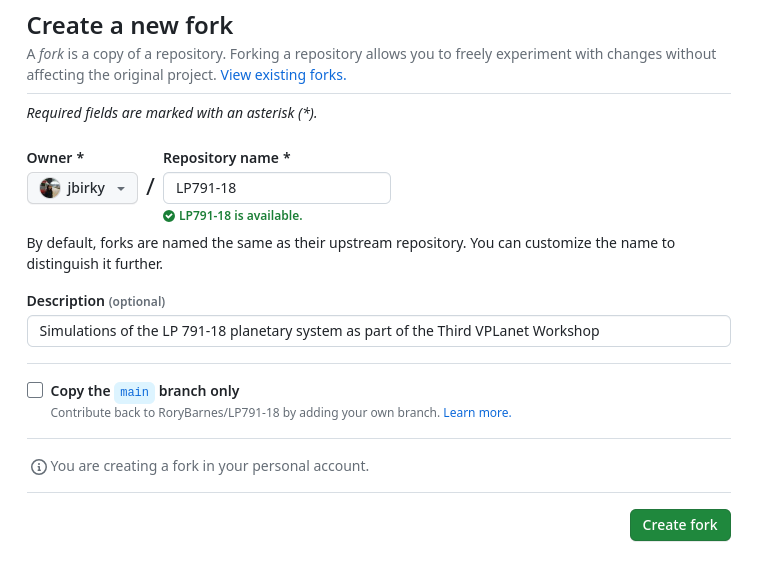 Create a new fork
A fork is a copy of a repository. Forking a repository allows you to freely experiment with changes without
affecting the original project. View existing forks.
Required fields are marked with an asterisk (*).
Owner * Repository name *
jbirky / LP791-18
LP791-18 is available.
By default, forks are named the same as their upstream repository. You can customize the name to
distinguish it further.
Description (optional)
Simulations of the LP 791-18 planetary system as part of the Third VPLanet Workshop
Copy the main branch only
Contribute back to RoryBarnes/LP791-18 by adding your own branch. Learn more.
You are creating a fork in your personal account.
Create fork